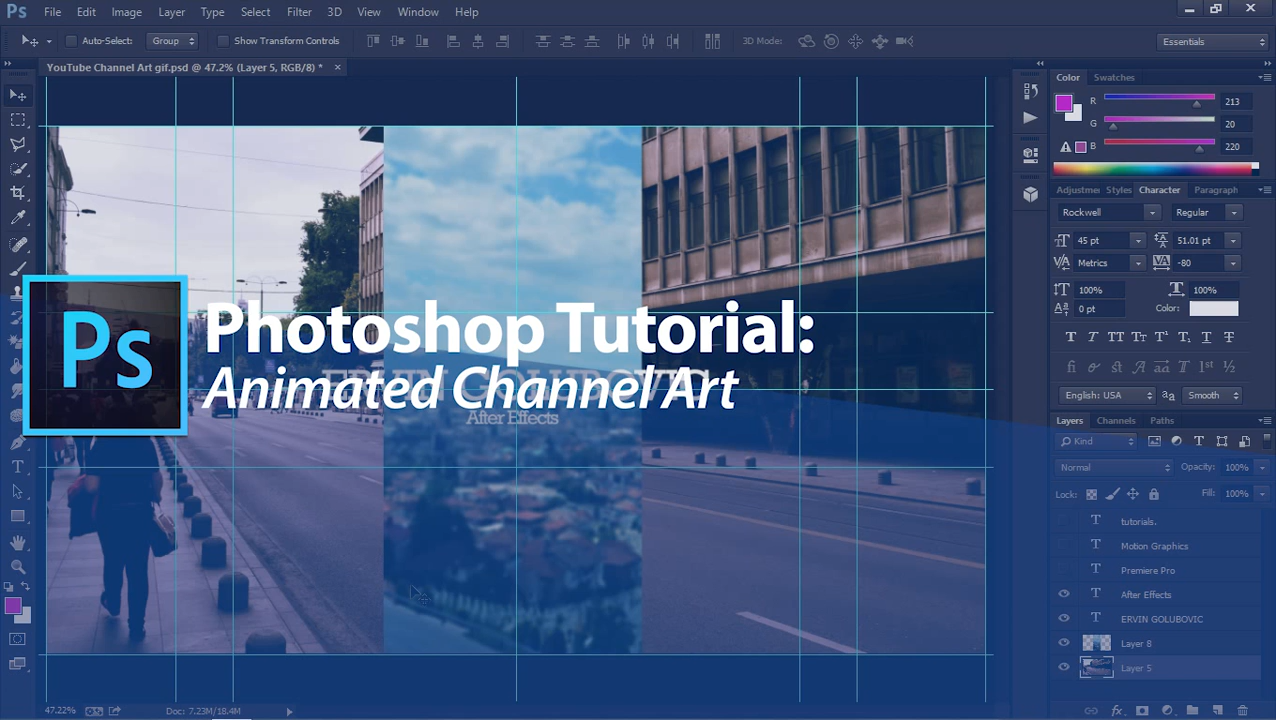 Ps File Edit Image Layer Type Select Filter 3D View Window Help
Auto-Select: Group Show Transform Controls 3D Mode: Essentials
YouTube Channel Art gif.psd @ 47.2% (Layer 5, RGB/8) * ×
Color Swatches
R 213
G 20
B 220
Adjustme Styles Character Paragraph
Rockwell Regular
45 pt 51.01 pt
Metrics -80
100% 100%
0 pt Color:
English: USA Smooth
Ps
Photoshop Tutorial:
Animated Channel Art
ERVIN GOLUBOVIC
After Effects
Layers Channels Paths
Kind
Normal Opacity: 100%
Lock: Fill: 100%
tutorials.
Motion Graphics
Premiere Pro
After Effects
ERVIN GOLUBOVIC
Layer 8
Layer 5
47.22% Doc: 7.23M/18.4M